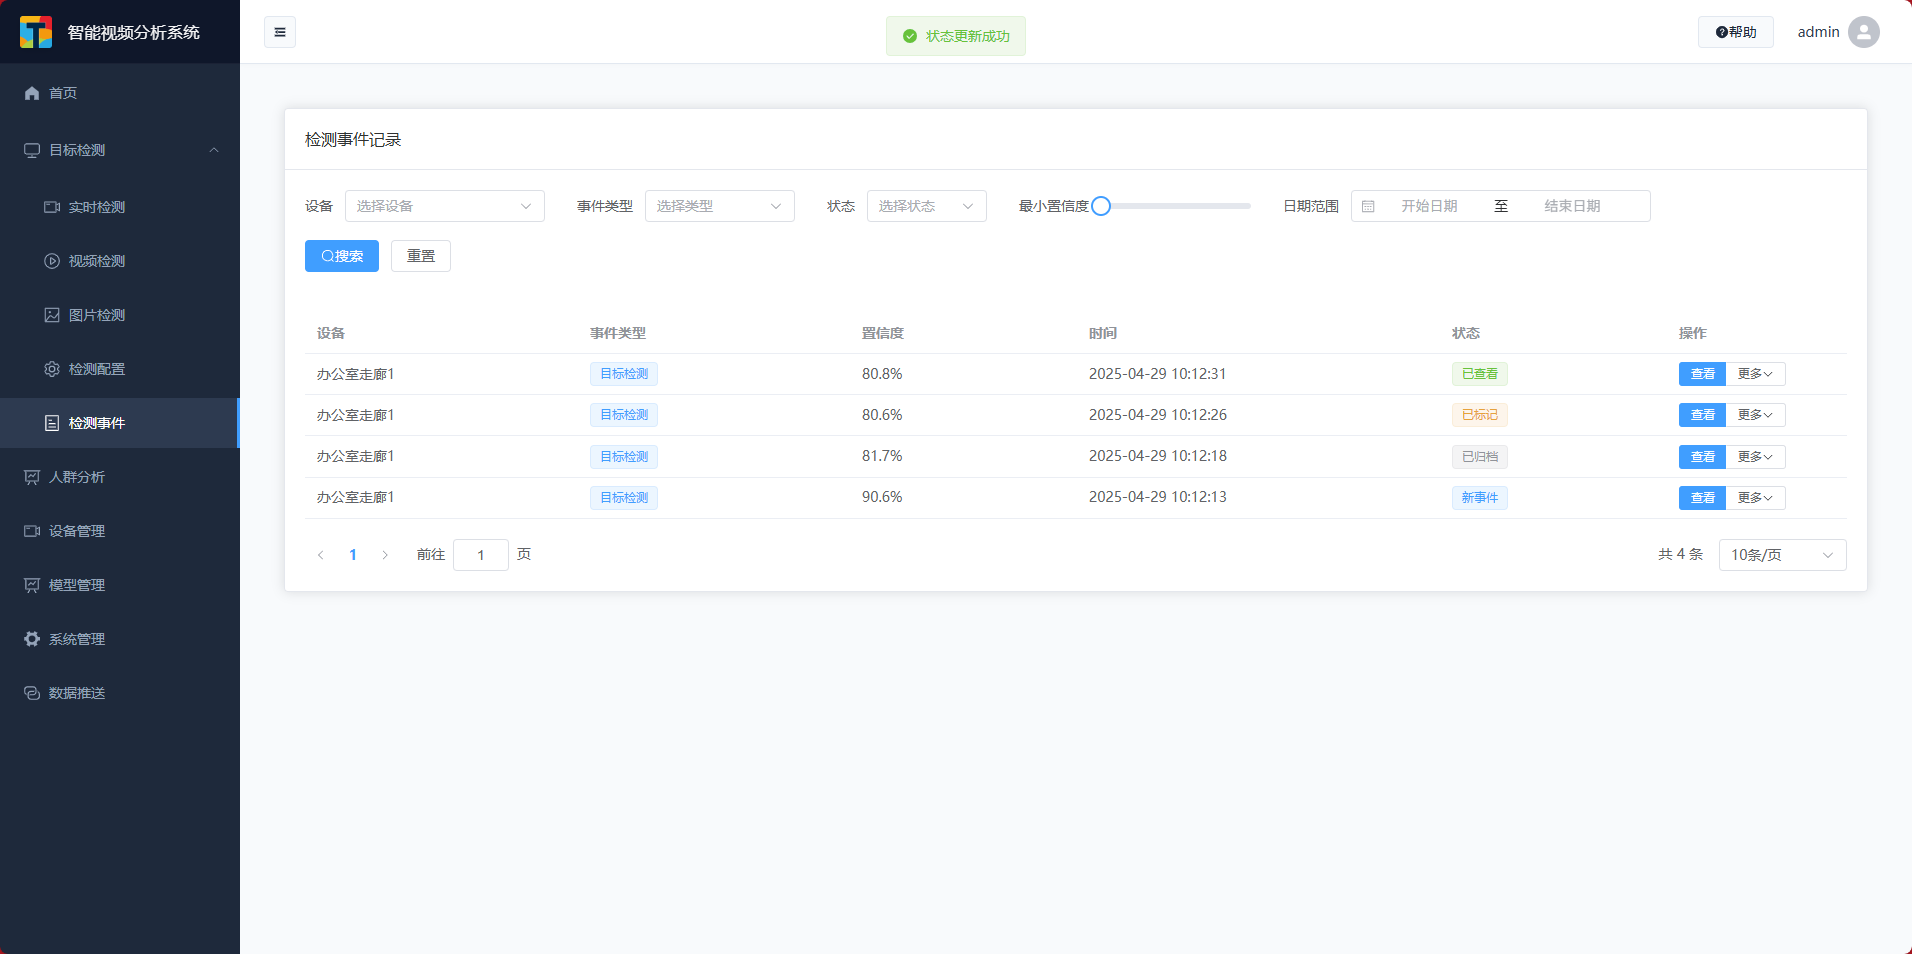 智能视频分析系统
状态更新成功
帮助 admin
首页
目标检测
实时检测
视频检测
图片检测
检测配置
检测事件
人群分析
设备管理
模型管理
系统管理
数据推送
检测事件记录
设备 选择设备 事件类型 选择类型 状态 选择状态 最小置信度 日期范围 开始日期 至 结束日期
搜索 重置
设备 事件类型 置信度 时间 状态 操作
办公室走廊1 目标检测 80.8% 2025-04-29 10:12:31 已查看 查看 更多
办公室走廊1 目标检测 80.6% 2025-04-29 10:12:26 已标记 查看 更多
办公室走廊1 目标检测 81.7% 2025-04-29 10:12:18 已归档 查看 更多
办公室走廊1 目标检测 90.6% 2025-04-29 10:12:13 新事件 查看 更多
1 前往 1 页 共 4 条 10条/页